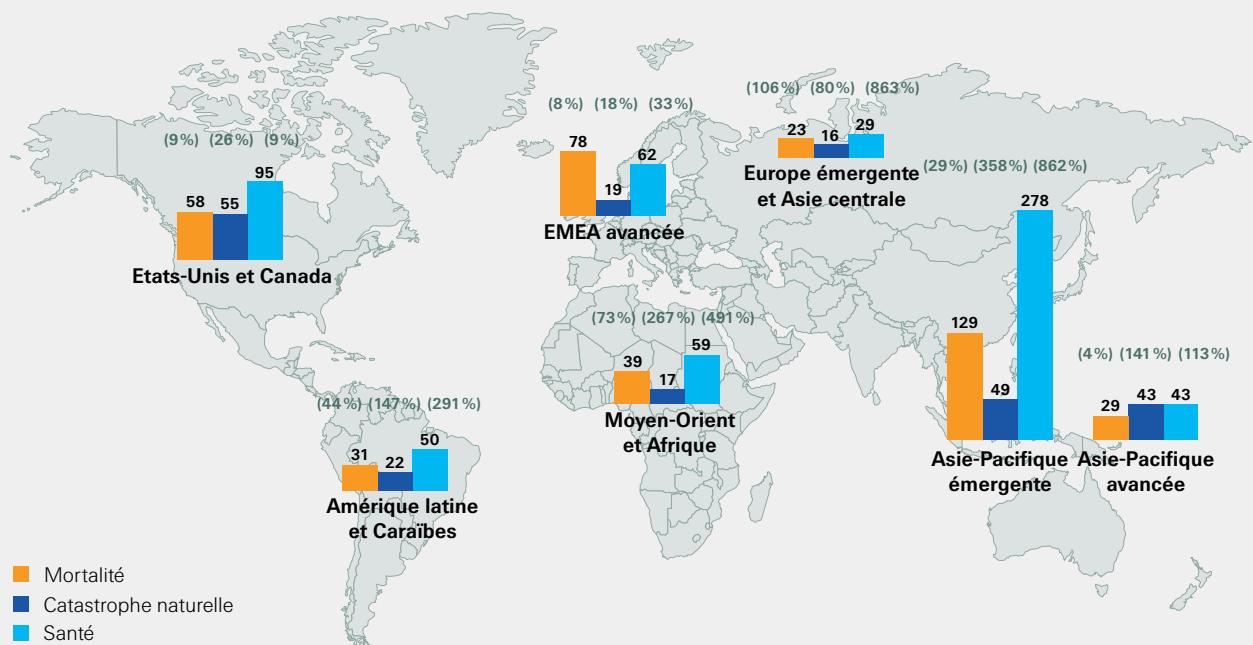 (9 %) (26 %) (9 %)
58 55 95
Etats-Unis et Canada
(8 %) (18 %) (33 %)
78 19 62
EMEA avancée
(106 %) (80 %) (863 %)
23 16 29
Europe émergente
et Asie centrale
(29 %) (358 %) (862 %)
129 49 278
Asie-Pacifique
émergente
(4 %) (141 %) (113 %)
29 43 43
Asie-Pacifique
avancée
(73 %) (267 %) (491 %)
39 17 59
Moyen-Orient
et Afrique
(44 %) (147 %) (291 %)
31 22 50
Amérique latine
et Caraïbes
Mortalité
Catastrophe naturelle
Santé